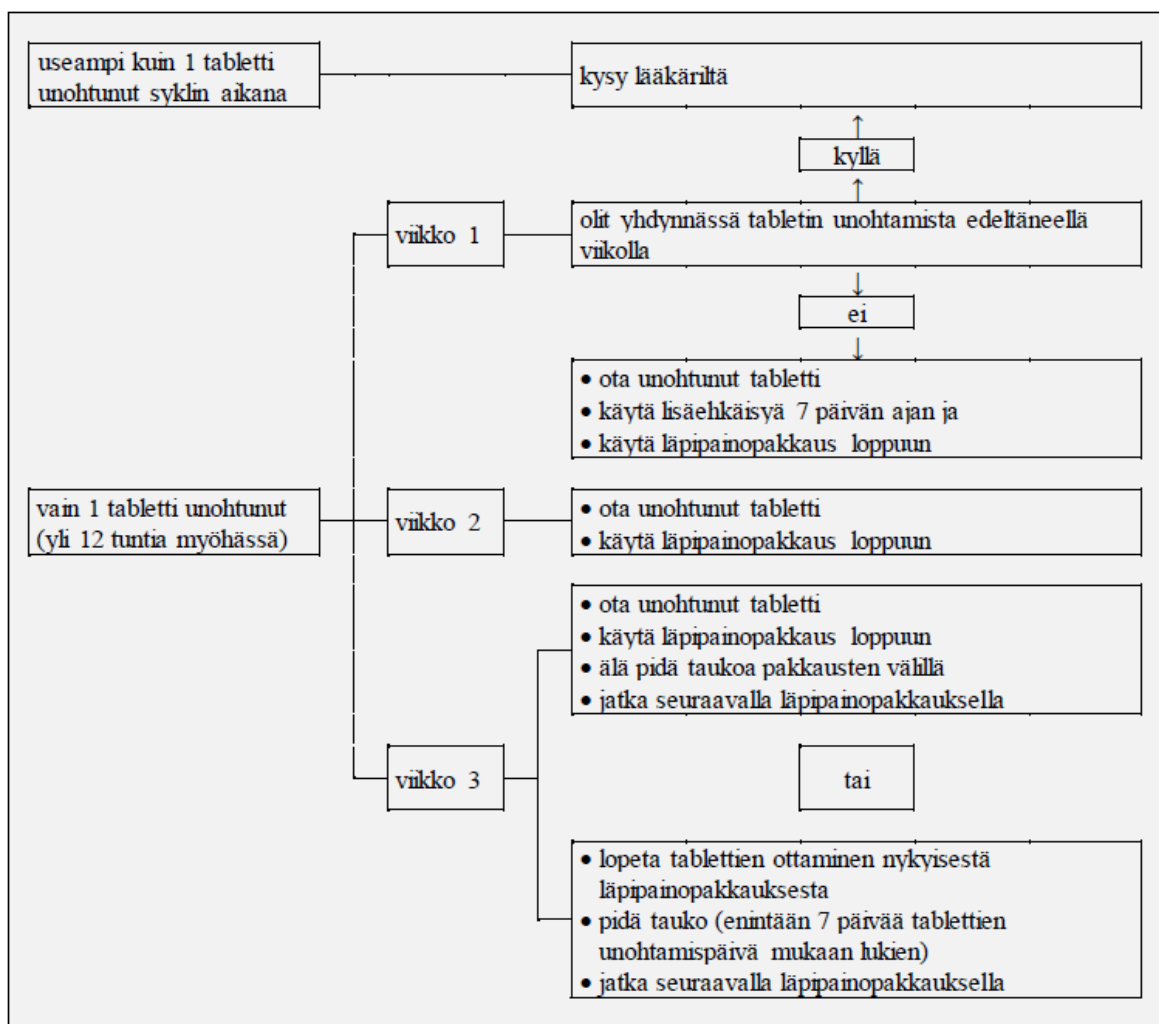 useampi kuin 1 tabletti
unohtunut syklin aikana
kysy lääkäriltä
↑
kyllä
↑
viikko 1
olit yhdynnässä tabletin unohtamista edeltäneellä
viikolla
↓
ei
↓
• ota unohtunut tabletti
• käytä lisäehkäisyä 7 päivän ajan ja
• käytä läpipainopakkaus loppuun
vain 1 tabletti unohtunut
(yli 12 tuntia myöhässä)
viikko 2
• ota unohtunut tabletti
• käytä läpipainopakkaus loppuun
• ota unohtunut tabletti
• käytä läpipainopakkaus loppuun
• älä pidä taukoa pakkausten välillä
• jatka seuraavalla läpipainopakkauksella
viikko 3
tai
• lopeta tablettien ottaminen nykyisestä
läpipainopakkauksesta
• pidä tauko (enintään 7 päivää tablettien
unohtamispäivä mukaan lukien)
• jatka seuraavalla läpipainopakkauksella